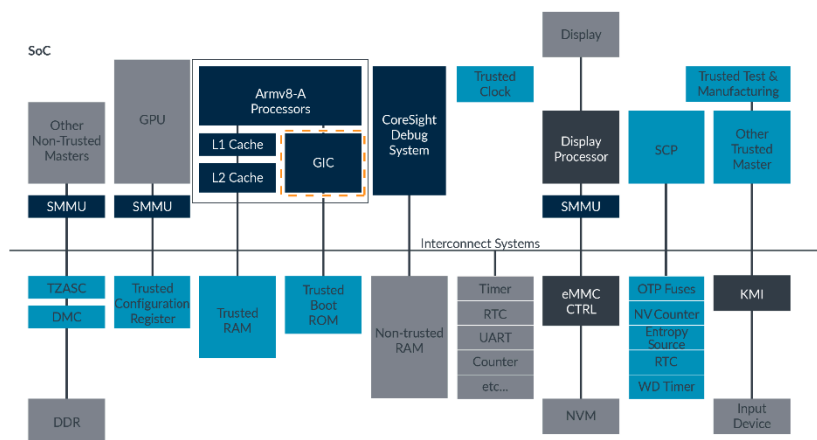 SoC
Display
Other
Non-Trusted
Masters
SMMU
GPU
SMMU
Armv8-A
Processors
L1 Cache
L2 Cache
GIC
CoreSight
Debug
System
Trusted
Clock
Display
Processor
SMMU
SCP
Trusted Test &
Manufacturing
Other
Trusted
Master
Interconnect Systems
TZASC
DMC
DDR
Trusted
Configuration
Register
Trusted
RAM
Trusted
Boot
ROM
Non-trusted
RAM
Timer
RTC
UART
Counter
etc...
eMMC
CTRL
NVM
OTP Fuses
NV Counter
Entropy
Source
RTC
WD Timer
KMI
Input
Device